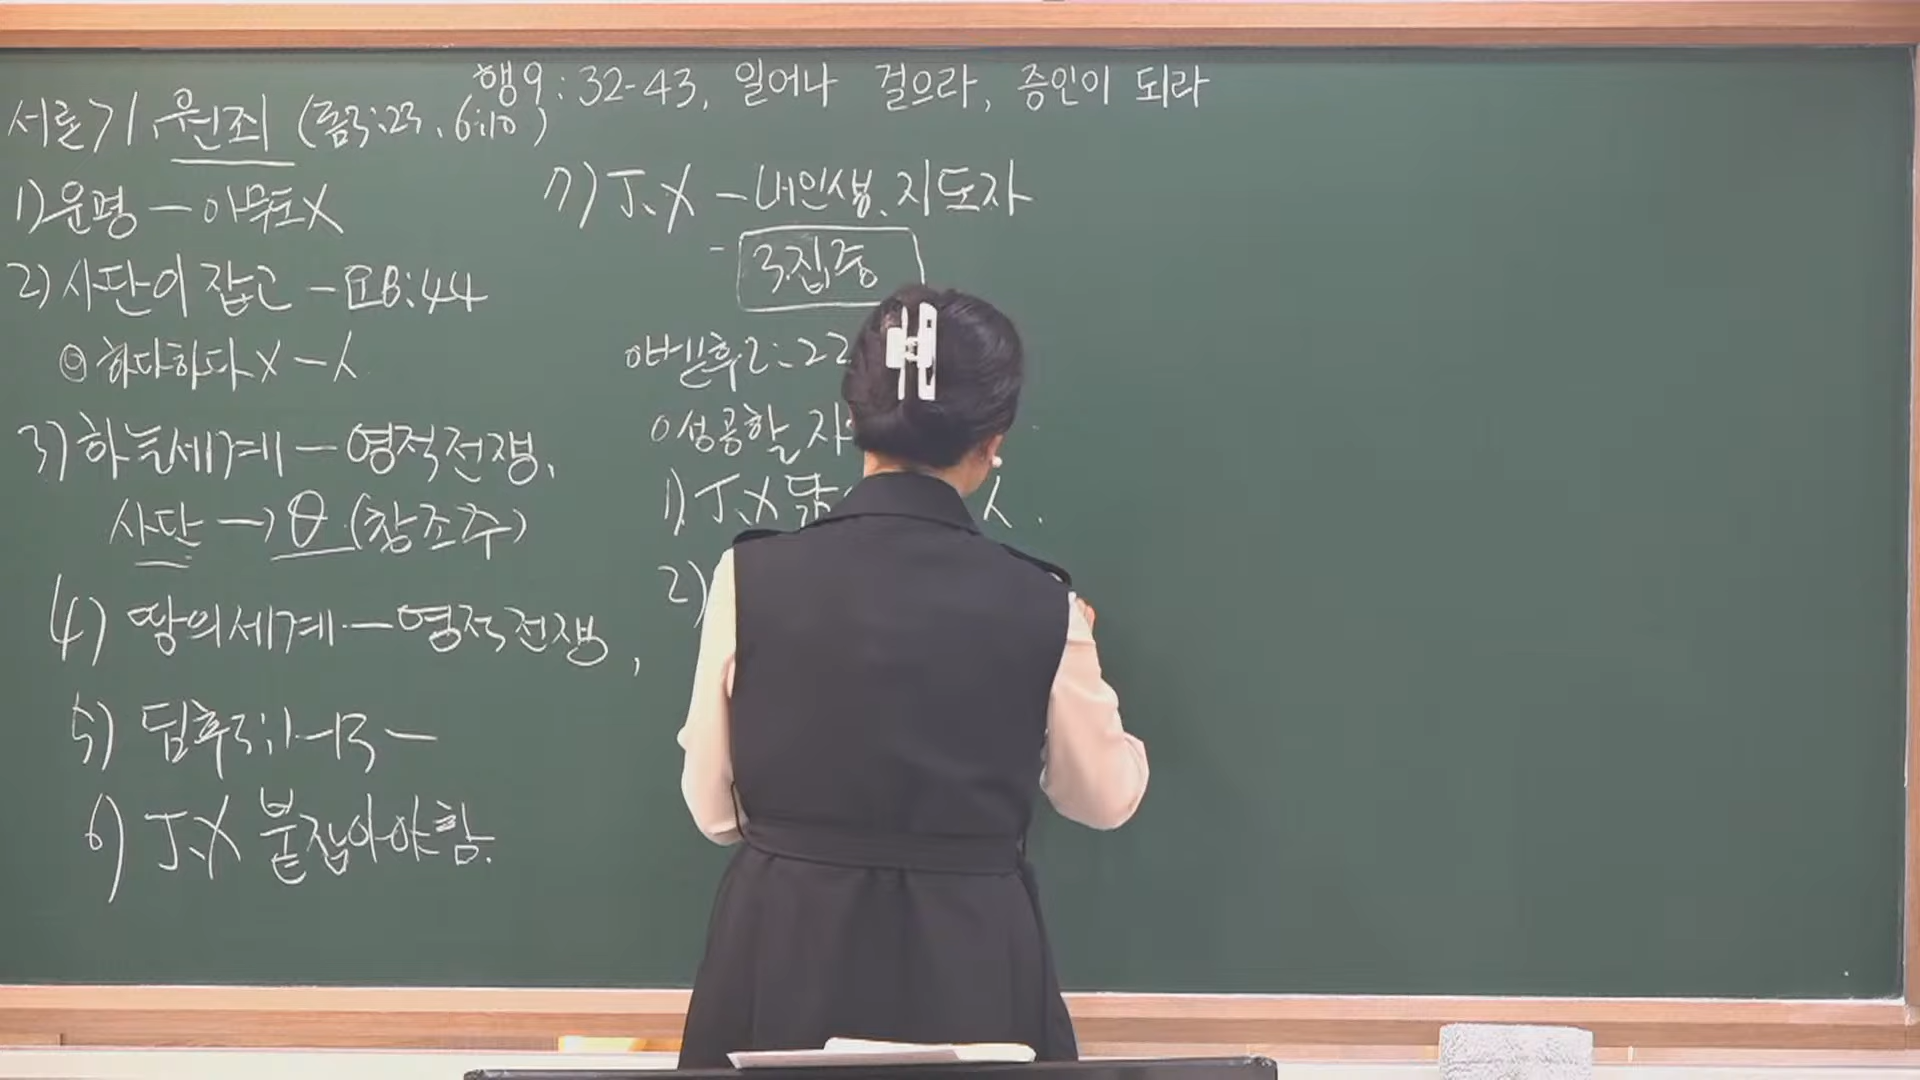 행9:32-43, 일어나 걸으라, 증인이 되라
서론기. 원죄 (롬3:23, 6:10)
1) 운명 - 아무도X
2) 사단이 잡고 - 요8:44
◎ 하다하다 X - 人
3) 하늘세계 - 영적전쟁,
사단 → θ (창조주)
4) 땅의세계 - 영적전쟁,
5) 딤후3:1-13 -
6) J.X 붙잡아야함.
7) J.X - 내인생. 지도자
- 3.집중
벧후2:22
o 성공할 자
1) J.X 人.
2)